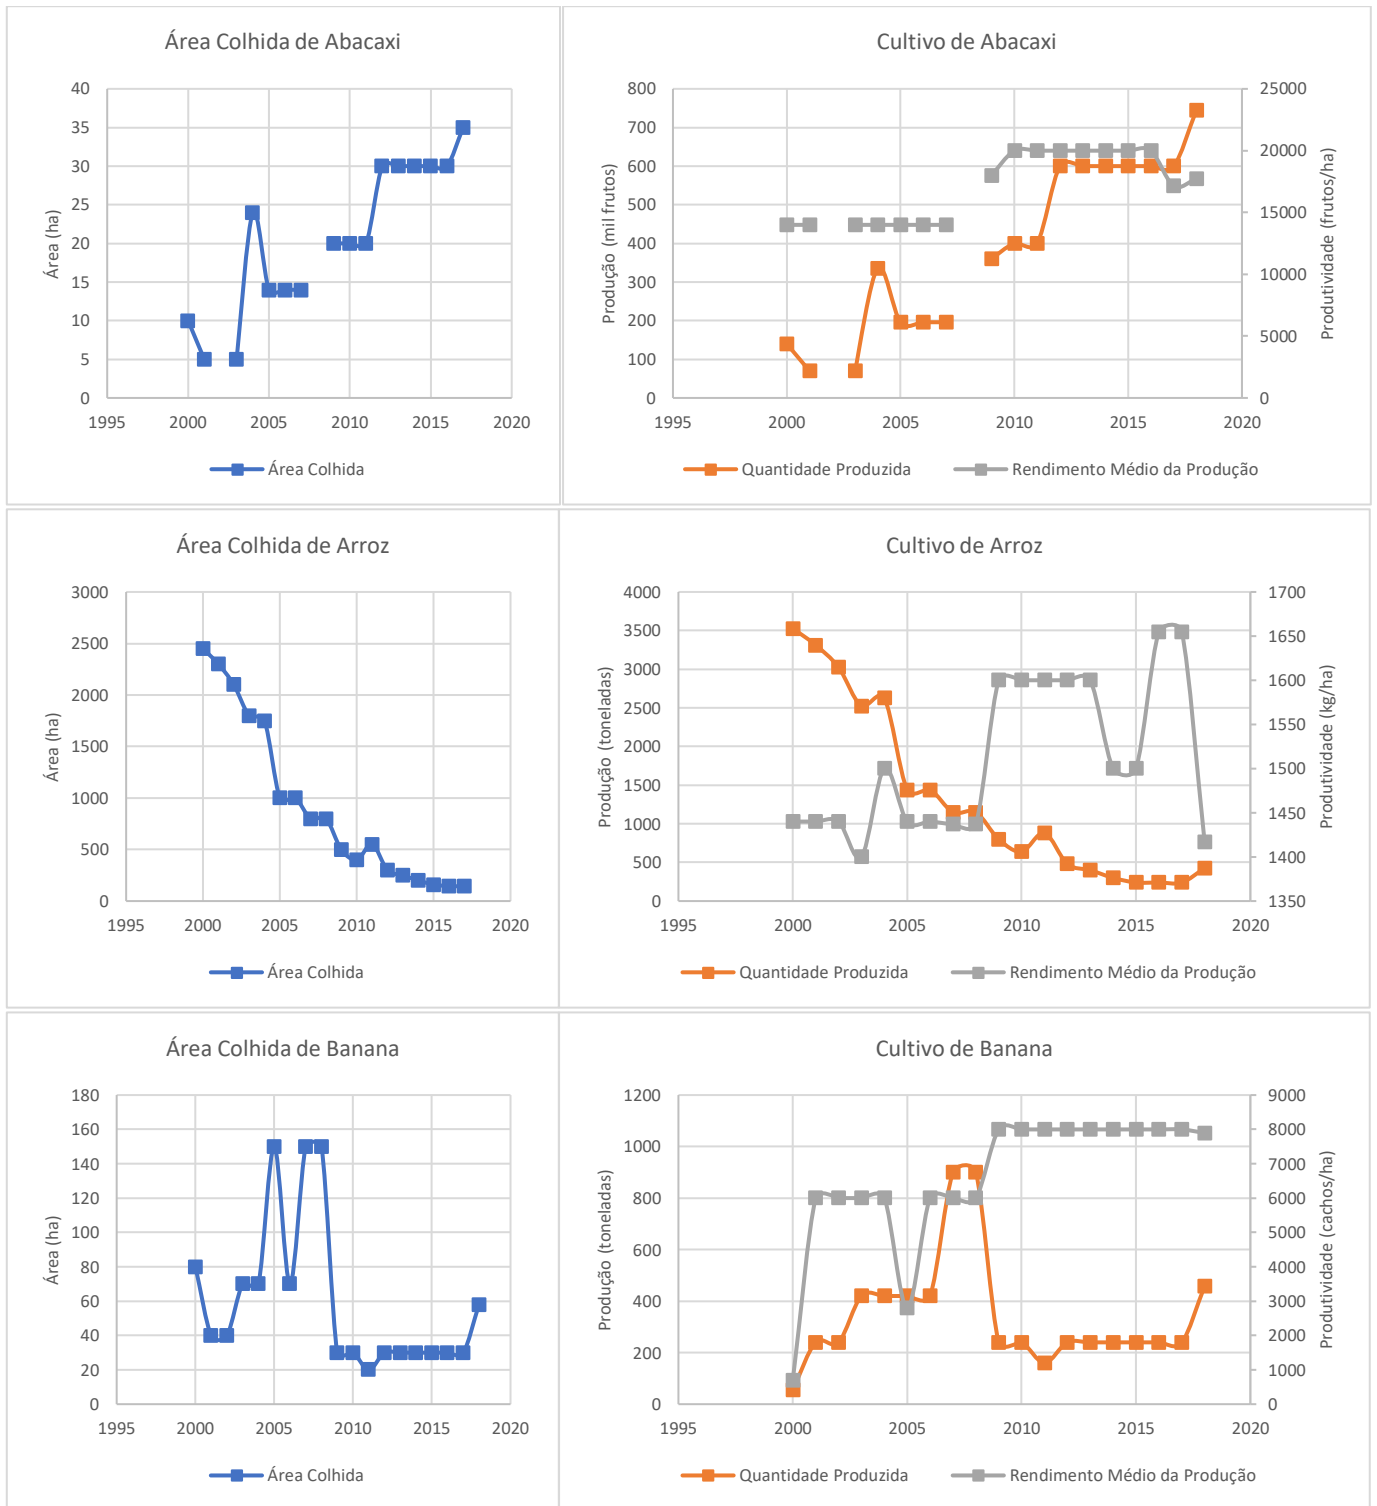 Área Colhida de Abacaxi
Área (ha)
40
35
30
25
20
15
10
5
0
1995 2000 2005 2010 2015 2020
Área Colhida
Cultivo de Abacaxi
Produção (mil frutos)
800
700
600
500
400
300
200
100
0
25000
20000
15000
10000
5000
0
Produtividade (frutos/ha)
1995 2000 2005 2010 2015 2020
Quantidade Produzida Rendimento Médio da Produção
Área Colhida de Arroz
Área (ha)
3000
2500
2000
1500
1000
500
0
1995 2000 2005 2010 2015 2020
Área Colhida
Cultivo de Arroz
Produção (toneladas)
4000
3500
3000
2500
2000
1500
1000
500
0
1700
1650
1600
1550
1500
1450
1400
1350
Produtividade (kg/ha)
1995 2000 2005 2010 2015 2020
Quantidade Produzida Rendimento Médio da Produção
Área Colhida de Banana
Área (ha)
180
160
140
120
100
80
60
40
20
0
1995 2000 2005 2010 2015 2020
Área Colhida
Cultivo de Banana
Produção (toneladas)
1200
1000
800
600
400
200
0
9000
8000
7000
6000
5000
4000
3000
2000
1000
0
Produtividade (cachos/ha)
1995 2000 2005 2010 2015 2020
Quantidade Produzida Rendimento Médio da Produção